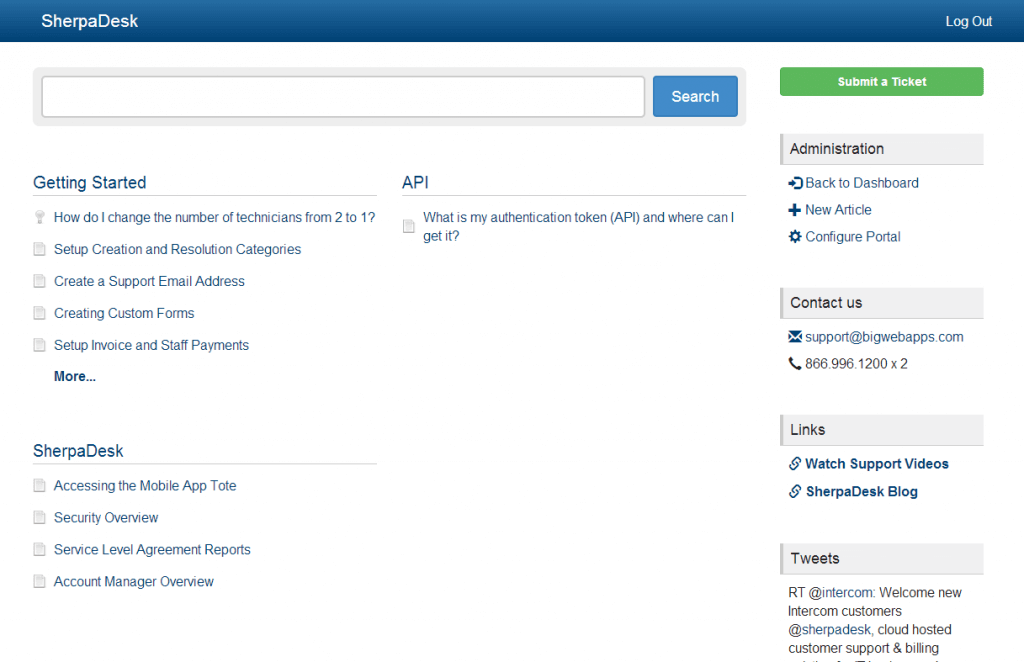 SherpaDesk
Log Out
Search
Getting Started
How do I change the number of technicians from 2 to 1?
Setup Creation and Resolution Categories
Create a Support Email Address
Creating Custom Forms
Setup Invoice and Staff Payments
More...
API
What is my authentication token (API) and where can I
get it?
SherpaDesk
Accessing the Mobile App Tote
Security Overview
Service Level Agreement Reports
Account Manager Overview
Submit a Ticket
Administration
Back to Dashboard
New Article
Configure Portal
Contact us
support@bigwebapps.com
866.996.1200 x 2
Links
Watch Support Videos
SherpaDesk Blog
Tweets
RT @intercom: Welcome new
Intercom customers
@sherpadesk, cloud hosted
customer support & billing